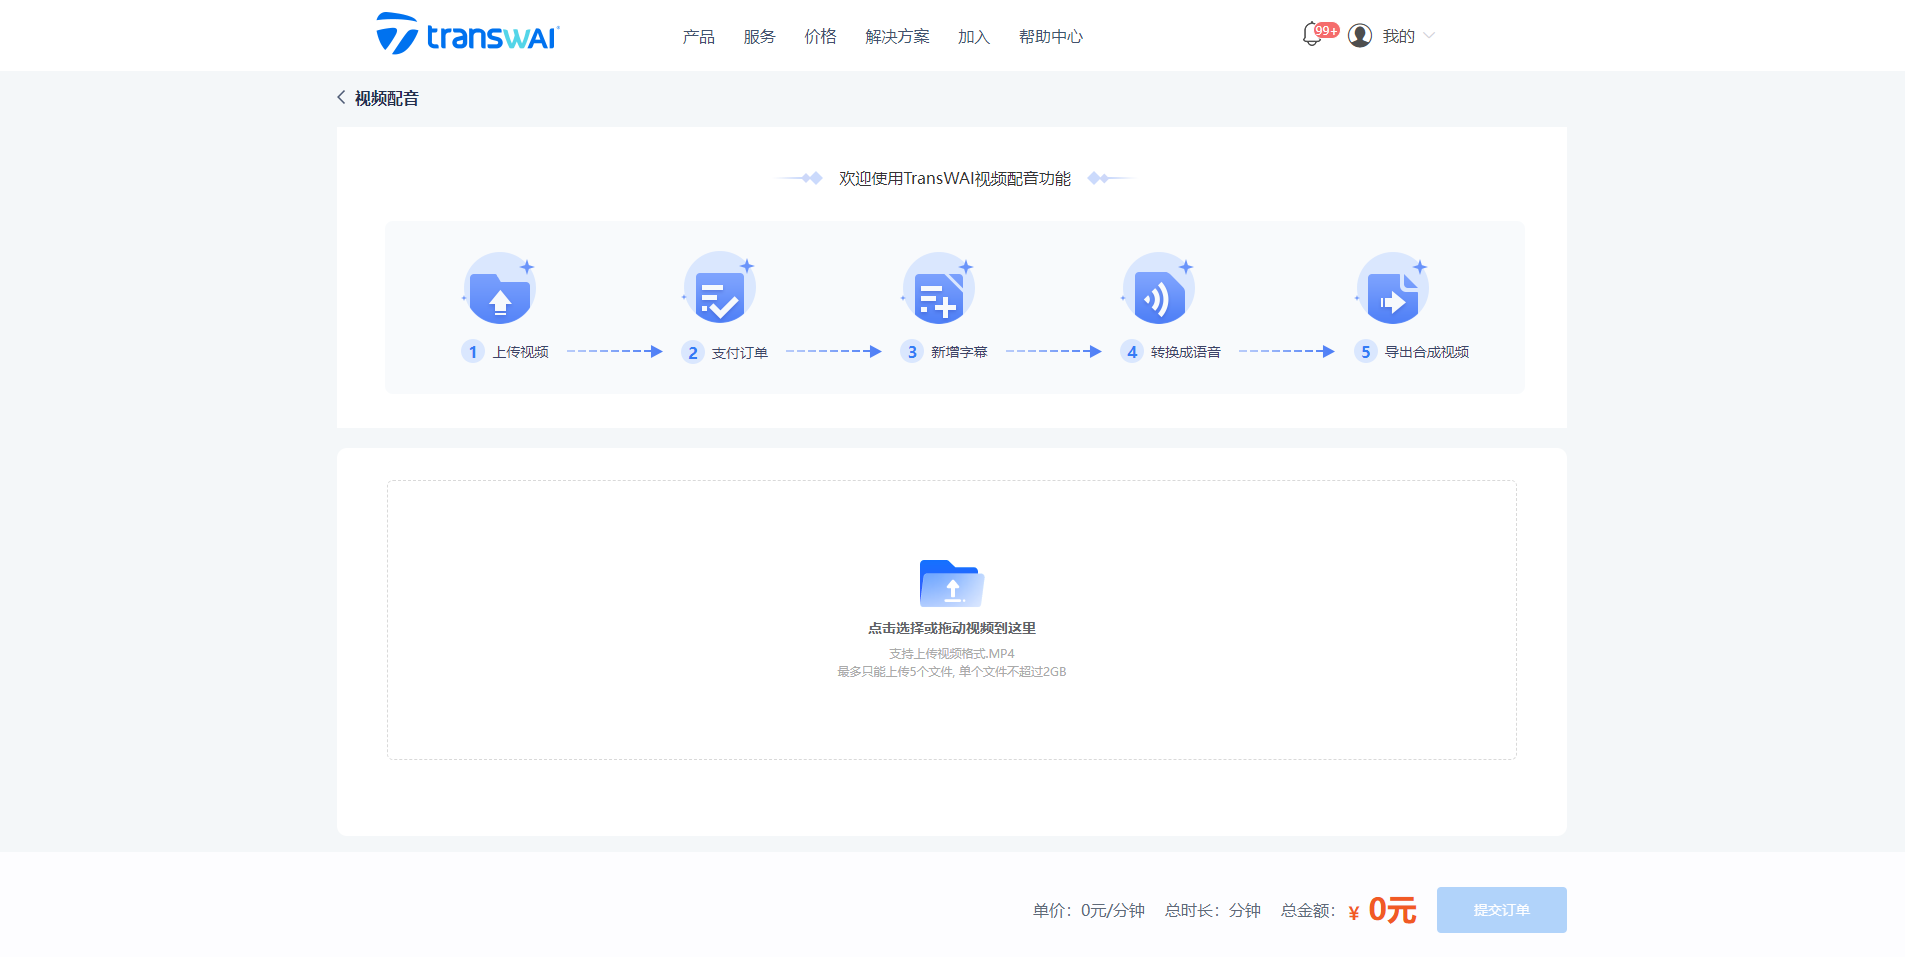 transWAI
产品 服务 价格 解决方案 加入 帮助中心 99+ 我的
视频配音
欢迎使用TransWAI视频配音功能
1 上传视频 2 支付订单 3 新增字幕 4 转换成语音 5 导出合成视频
点击选择或拖动视频到这里
支持上传视频格式.MP4
最多只能上传5个文件, 单个文件不超过2GB
单价：0元/分钟 总时长：分钟 总金额：¥ 0元 提交订单